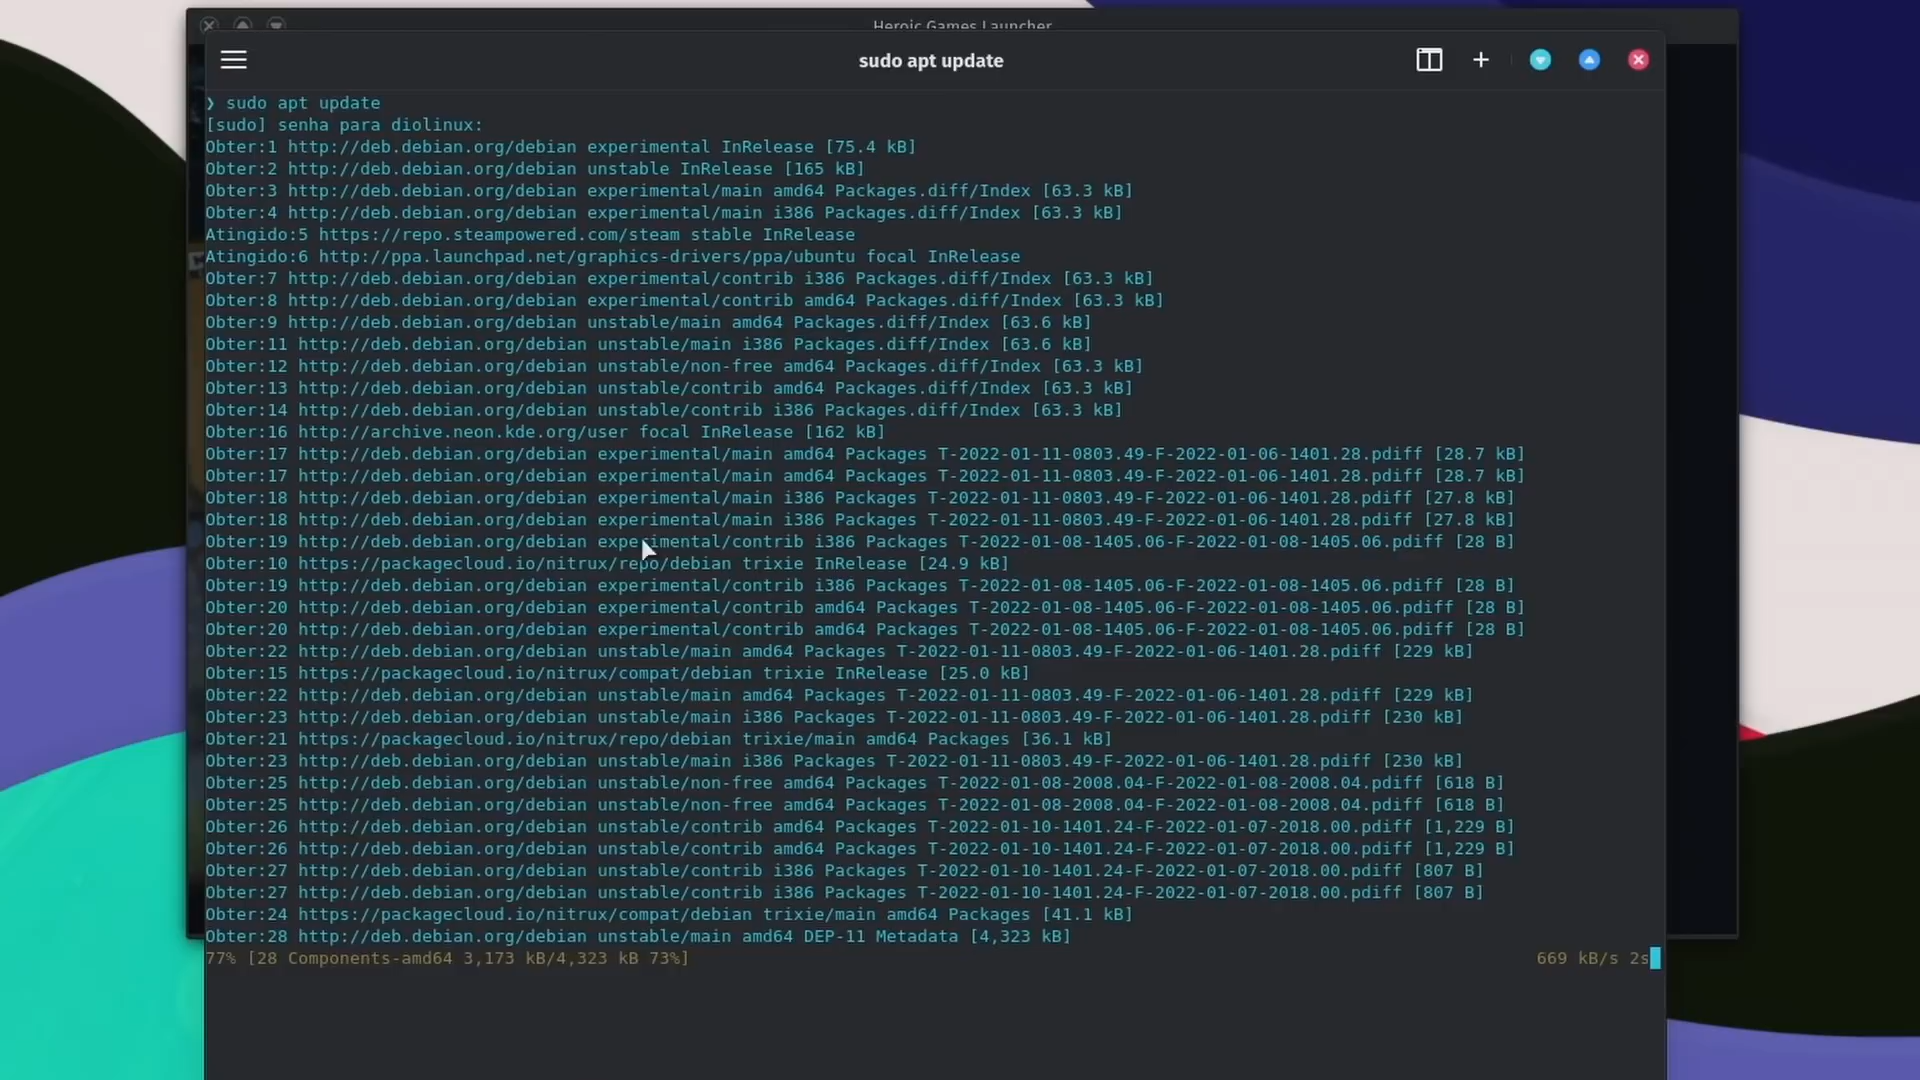 Heroic Games Launcher
sudo apt update
❯ sudo apt update
[sudo] senha para diolinux:
Obter:1 http://deb.debian.org/debian experimental InRelease [75.4 kB]
Obter:2 http://deb.debian.org/debian unstable InRelease [165 kB]
Obter:3 http://deb.debian.org/debian experimental/main amd64 Packages.diff/Index [63.3 kB]
Obter:4 http://deb.debian.org/debian experimental/main i386 Packages.diff/Index [63.3 kB]
Atingido:5 https://repo.steampowered.com/steam stable InRelease
Atingido:6 http://ppa.launchpad.net/graphics-drivers/ppa/ubuntu focal InRelease
Obter:7 http://deb.debian.org/debian experimental/contrib i386 Packages.diff/Index [63.3 kB]
Obter:8 http://deb.debian.org/debian experimental/contrib amd64 Packages.diff/Index [63.3 kB]
Obter:9 http://deb.debian.org/debian unstable/main amd64 Packages.diff/Index [63.6 kB]
Obter:11 http://deb.debian.org/debian unstable/main i386 Packages.diff/Index [63.6 kB]
Obter:12 http://deb.debian.org/debian unstable/non-free amd64 Packages.diff/Index [63.3 kB]
Obter:13 http://deb.debian.org/debian unstable/contrib amd64 Packages.diff/Index [63.3 kB]
Obter:14 http://deb.debian.org/debian unstable/contrib i386 Packages.diff/Index [63.3 kB]
Obter:16 http://archive.neon.kde.org/user focal InRelease [162 kB]
Obter:17 http://deb.debian.org/debian experimental/main amd64 Packages T-2022-01-11-0803.49-F-2022-01-06-1401.28.pdiff [28.7 kB]
Obter:17 http://deb.debian.org/debian experimental/main amd64 Packages T-2022-01-11-0803.49-F-2022-01-06-1401.28.pdiff [28.7 kB]
Obter:18 http://deb.debian.org/debian experimental/main i386 Packages T-2022-01-11-0803.49-F-2022-01-06-1401.28.pdiff [27.8 kB]
Obter:18 http://deb.debian.org/debian experimental/main i386 Packages T-2022-01-11-0803.49-F-2022-01-06-1401.28.pdiff [27.8 kB]
Obter:19 http://deb.debian.org/debian experimental/contrib i386 Packages T-2022-01-08-1405.06-F-2022-01-08-1405.06.pdiff [28 B]
Obter:10 https://packagecloud.io/nitrux/repo/debian trixie InRelease [24.9 kB]
Obter:19 http://deb.debian.org/debian experimental/contrib i386 Packages T-2022-01-08-1405.06-F-2022-01-08-1405.06.pdiff [28 B]
Obter:20 http://deb.debian.org/debian experimental/contrib amd64 Packages T-2022-01-08-1405.06-F-2022-01-08-1405.06.pdiff [28 B]
Obter:20 http://deb.debian.org/debian experimental/contrib amd64 Packages T-2022-01-08-1405.06-F-2022-01-08-1405.06.pdiff [28 B]
Obter:22 http://deb.debian.org/debian unstable/main amd64 Packages T-2022-01-11-0803.49-F-2022-01-06-1401.28.pdiff [229 kB]
Obter:15 https://packagecloud.io/nitrux/compat/debian trixie InRelease [25.0 kB]
Obter:22 http://deb.debian.org/debian unstable/main amd64 Packages T-2022-01-11-0803.49-F-2022-01-06-1401.28.pdiff [229 kB]
Obter:23 http://deb.debian.org/debian unstable/main i386 Packages T-2022-01-11-0803.49-F-2022-01-06-1401.28.pdiff [230 kB]
Obter:21 https://packagecloud.io/nitrux/repo/debian trixie/main amd64 Packages [36.1 kB]
Obter:23 http://deb.debian.org/debian unstable/main i386 Packages T-2022-01-11-0803.49-F-2022-01-06-1401.28.pdiff [230 kB]
Obter:25 http://deb.debian.org/debian unstable/non-free amd64 Packages T-2022-01-08-2008.04-F-2022-01-08-2008.04.pdiff [618 B]
Obter:25 http://deb.debian.org/debian unstable/non-free amd64 Packages T-2022-01-08-2008.04-F-2022-01-08-2008.04.pdiff [618 B]
Obter:26 http://deb.debian.org/debian unstable/contrib amd64 Packages T-2022-01-10-1401.24-F-2022-01-07-2018.00.pdiff [1,229 B]
Obter:26 http://deb.debian.org/debian unstable/contrib amd64 Packages T-2022-01-10-1401.24-F-2022-01-07-2018.00.pdiff [1,229 B]
Obter:27 http://deb.debian.org/debian unstable/contrib i386 Packages T-2022-01-10-1401.24-F-2022-01-07-2018.00.pdiff [807 B]
Obter:27 http://deb.debian.org/debian unstable/contrib i386 Packages T-2022-01-10-1401.24-F-2022-01-07-2018.00.pdiff [807 B]
Obter:24 https://packagecloud.io/nitrux/compat/debian trixie/main amd64 Packages [41.1 kB]
Obter:28 http://deb.debian.org/debian unstable/main amd64 DEP-11 Metadata [4,323 kB]
77% [28 Components-amd64 3,173 kB/4,323 kB 73%] 669 kB/s 2s